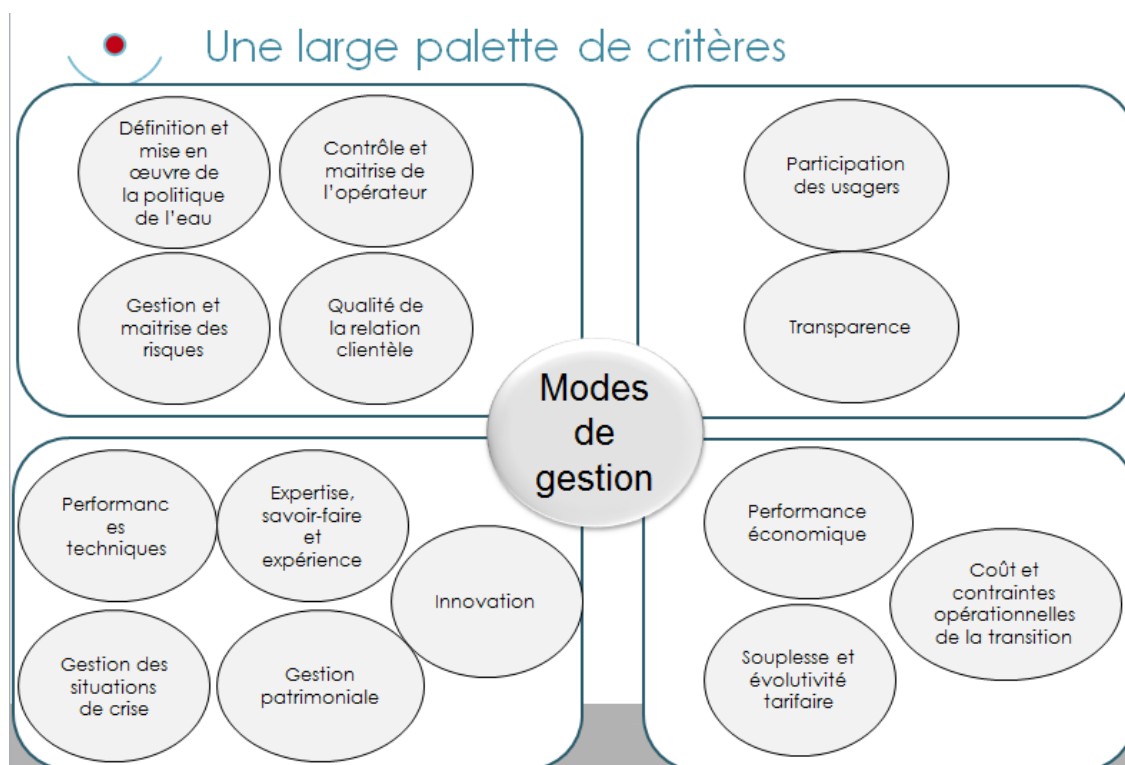 Une large palette de critères
Définition et
mise en
œuvre de
la politique
de l'eau
Contrôle et
maitrise de
l'opérateur
Gestion et
maitrise des
risques
Qualité de
la relation
clientèle
Participation
des usagers
Transparence
Modes
de
gestion
Performanc
es
techniques
Expertise,
savoir-faire
et
expérience
Innovation
Gestion des
situations
de crise
Gestion
patrimoniale
Performance
économique
Coût et
contraintes
opérationnelles
de la transition
Souplesse et
évolutivité
tarifaire